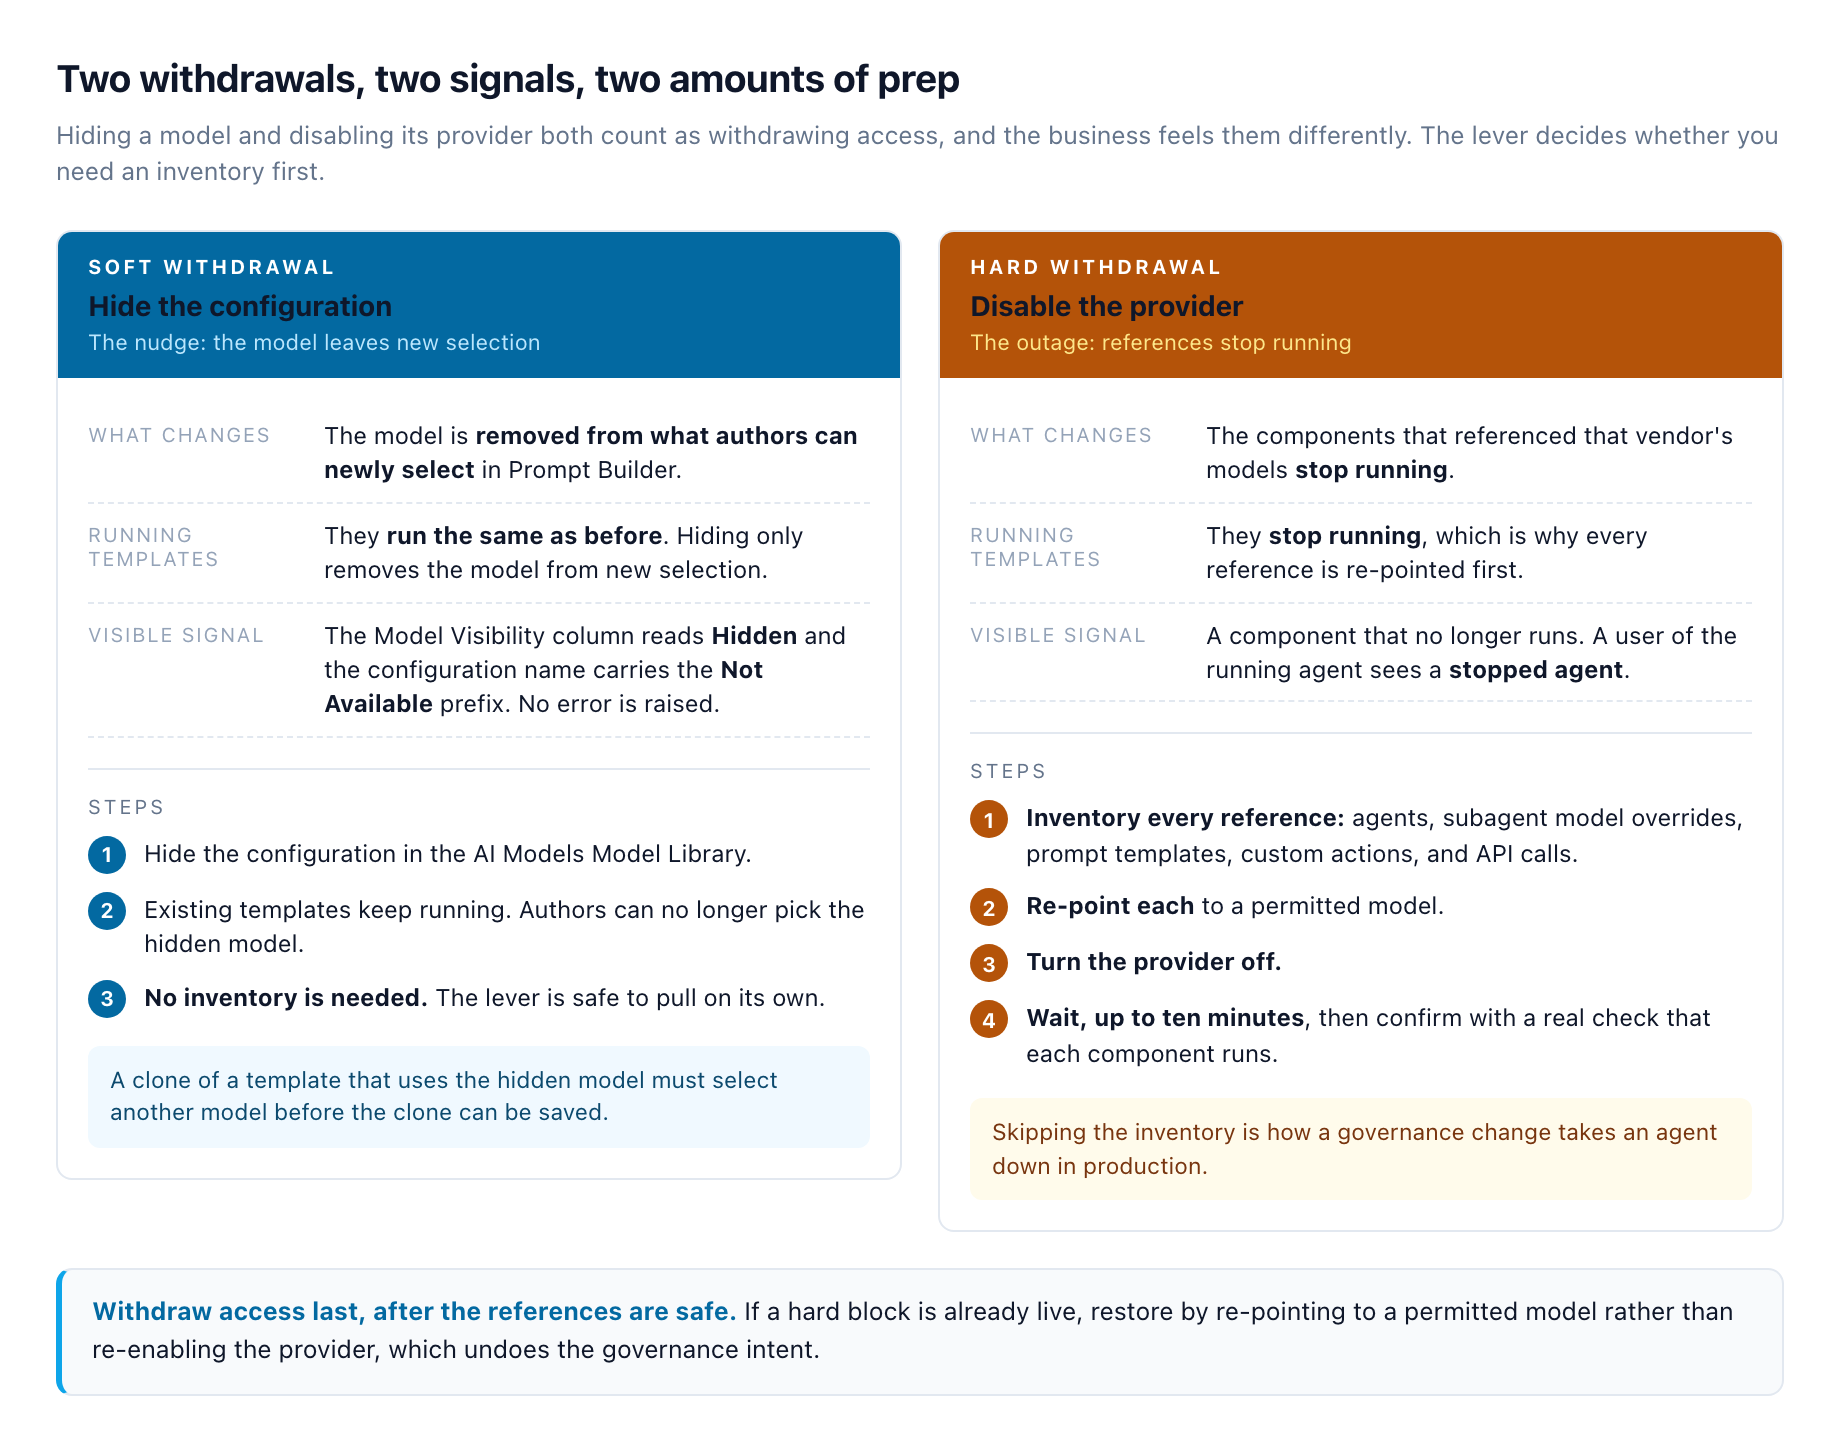 Two withdrawals, two signals, two amounts of prep
Hiding a model and disabling its provider both count as withdrawing access, and the business feels them differently. The lever decides whether you
need an inventory first.
SOFT WITHDRAWAL
Hide the configuration
The nudge: the model leaves new selection
WHAT CHANGES
The model is removed from what authors can
newly select in Prompt Builder.
RUNNING
TEMPLATES
They run the same as before. Hiding only
removes the model from new selection.
VISIBLE SIGNAL
The Model Visibility column reads Hidden and
the configuration name carries the Not
Available prefix. No error is raised.
STEPS
1 Hide the configuration in the AI Models Model Library.
2 Existing templates keep running. Authors can no longer pick the
hidden model.
3 No inventory is needed. The lever is safe to pull on its own.
A clone of a template that uses the hidden model must select
another model before the clone can be saved.
HARD WITHDRAWAL
Disable the provider
The outage: references stop running
WHAT CHANGES
The components that referenced that vendor's
models stop running.
RUNNING
TEMPLATES
They stop running, which is why every
reference is re-pointed first.
VISIBLE SIGNAL
A component that no longer runs. A user of the
running agent sees a stopped agent.
STEPS
1 Inventory every reference: agents, subagent model overrides,
prompt templates, custom actions, and API calls.
2 Re-point each to a permitted model.
3 Turn the provider off.
4 Wait, up to ten minutes, then confirm with a real check that
each component runs.
Skipping the inventory is how a governance change takes an agent
down in production.
Withdraw access last, after the references are safe. If a hard block is already live, restore by re-pointing to a permitted model rather than
re-enabling the provider, which undoes the governance intent.